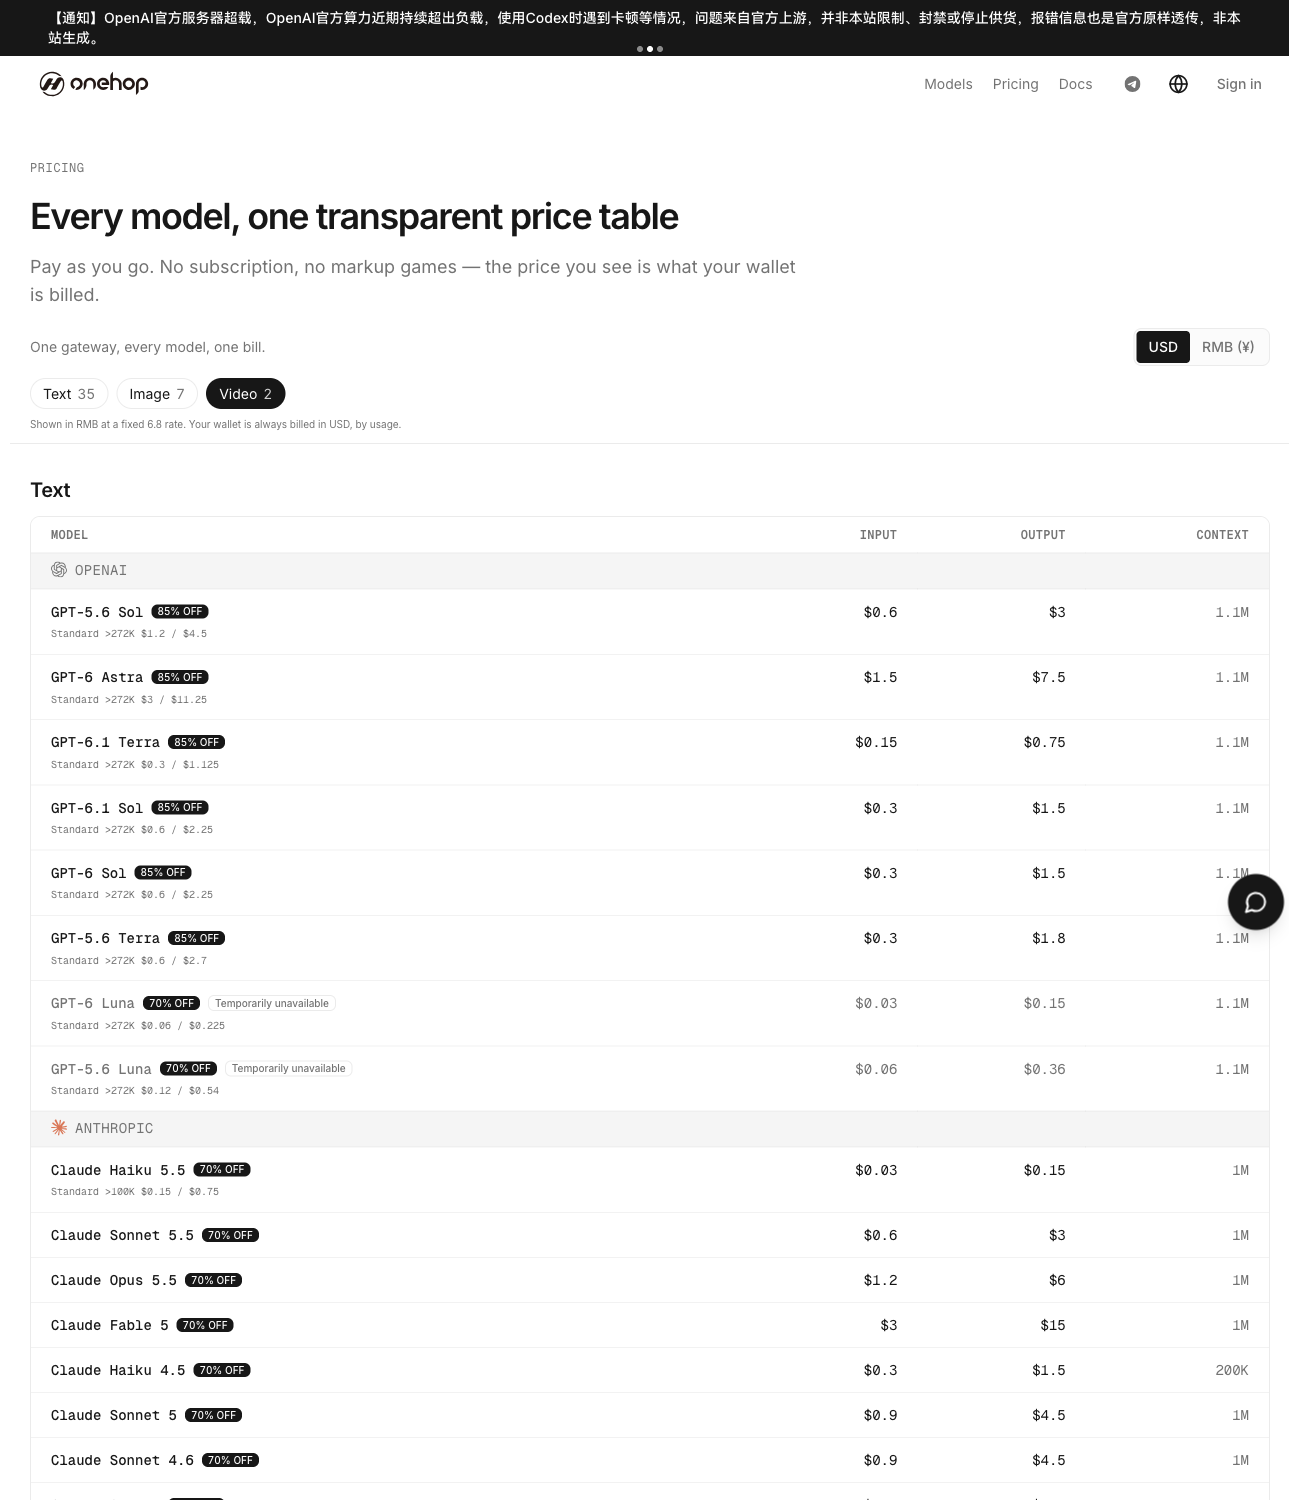 【通知】OpenAI官方服务器超载，OpenAI官方算力近期持续超出负载，使用Codex时遇到卡顿等情况，问题来自官方上游，并非本站限制、封禁或停止供货，报错信息也是官方原样透传，非本
站生成。
onehop
Models Pricing Docs Sign in
PRICING
Every model, one transparent price table
Pay as you go. No subscription, no markup games — the price you see is what your wallet
is billed.
One gateway, every model, one bill.
USD RMB (¥)
Text 35 Image 7 Video 2
Shown in RMB at a fixed 6.8 rate. Your wallet is always billed in USD, by usage.
Text
MODEL INPUT OUTPUT CONTEXT
OPENAI
GPT-5.6 Sol 85% OFF $0.6 $3 1.1M
Standard >272K $1.2 / $4.5
GPT-6 Astra 85% OFF $1.5 $7.5 1.1M
Standard >272K $3 / $11.25
GPT-6.1 Terra 85% OFF $0.15 $0.75 1.1M
Standard >272K $0.3 / $1.125
GPT-6.1 Sol 85% OFF $0.3 $1.5 1.1M
Standard >272K $0.6 / $2.25
GPT-6 Sol 85% OFF $0.3 $1.5 1.1M
Standard >272K $0.6 / $2.25
GPT-5.6 Terra 85% OFF $0.3 $1.8 1.1M
Standard >272K $0.6 / $2.7
GPT-6 Luna 70% OFF Temporarily unavailable $0.03 $0.15 1.1M
Standard >272K $0.06 / $0.225
GPT-5.6 Luna 70% OFF Temporarily unavailable $0.06 $0.36 1.1M
Standard >272K $0.12 / $0.54
ANTHROPIC
Claude Haiku 5.5 70% OFF $0.03 $0.15 1M
Standard >100K $0.15 / $0.75
Claude Sonnet 5.5 70% OFF $0.6 $3 1M
Claude Opus 5.5 70% OFF $1.2 $6 1M
Claude Fable 5 70% OFF $3 $15 1M
Claude Haiku 4.5 70% OFF $0.3 $1.5 200K
Claude Sonnet 5 70% OFF $0.9 $4.5 1M
Claude Sonnet 4.6 70% OFF $0.9 $4.5 1M